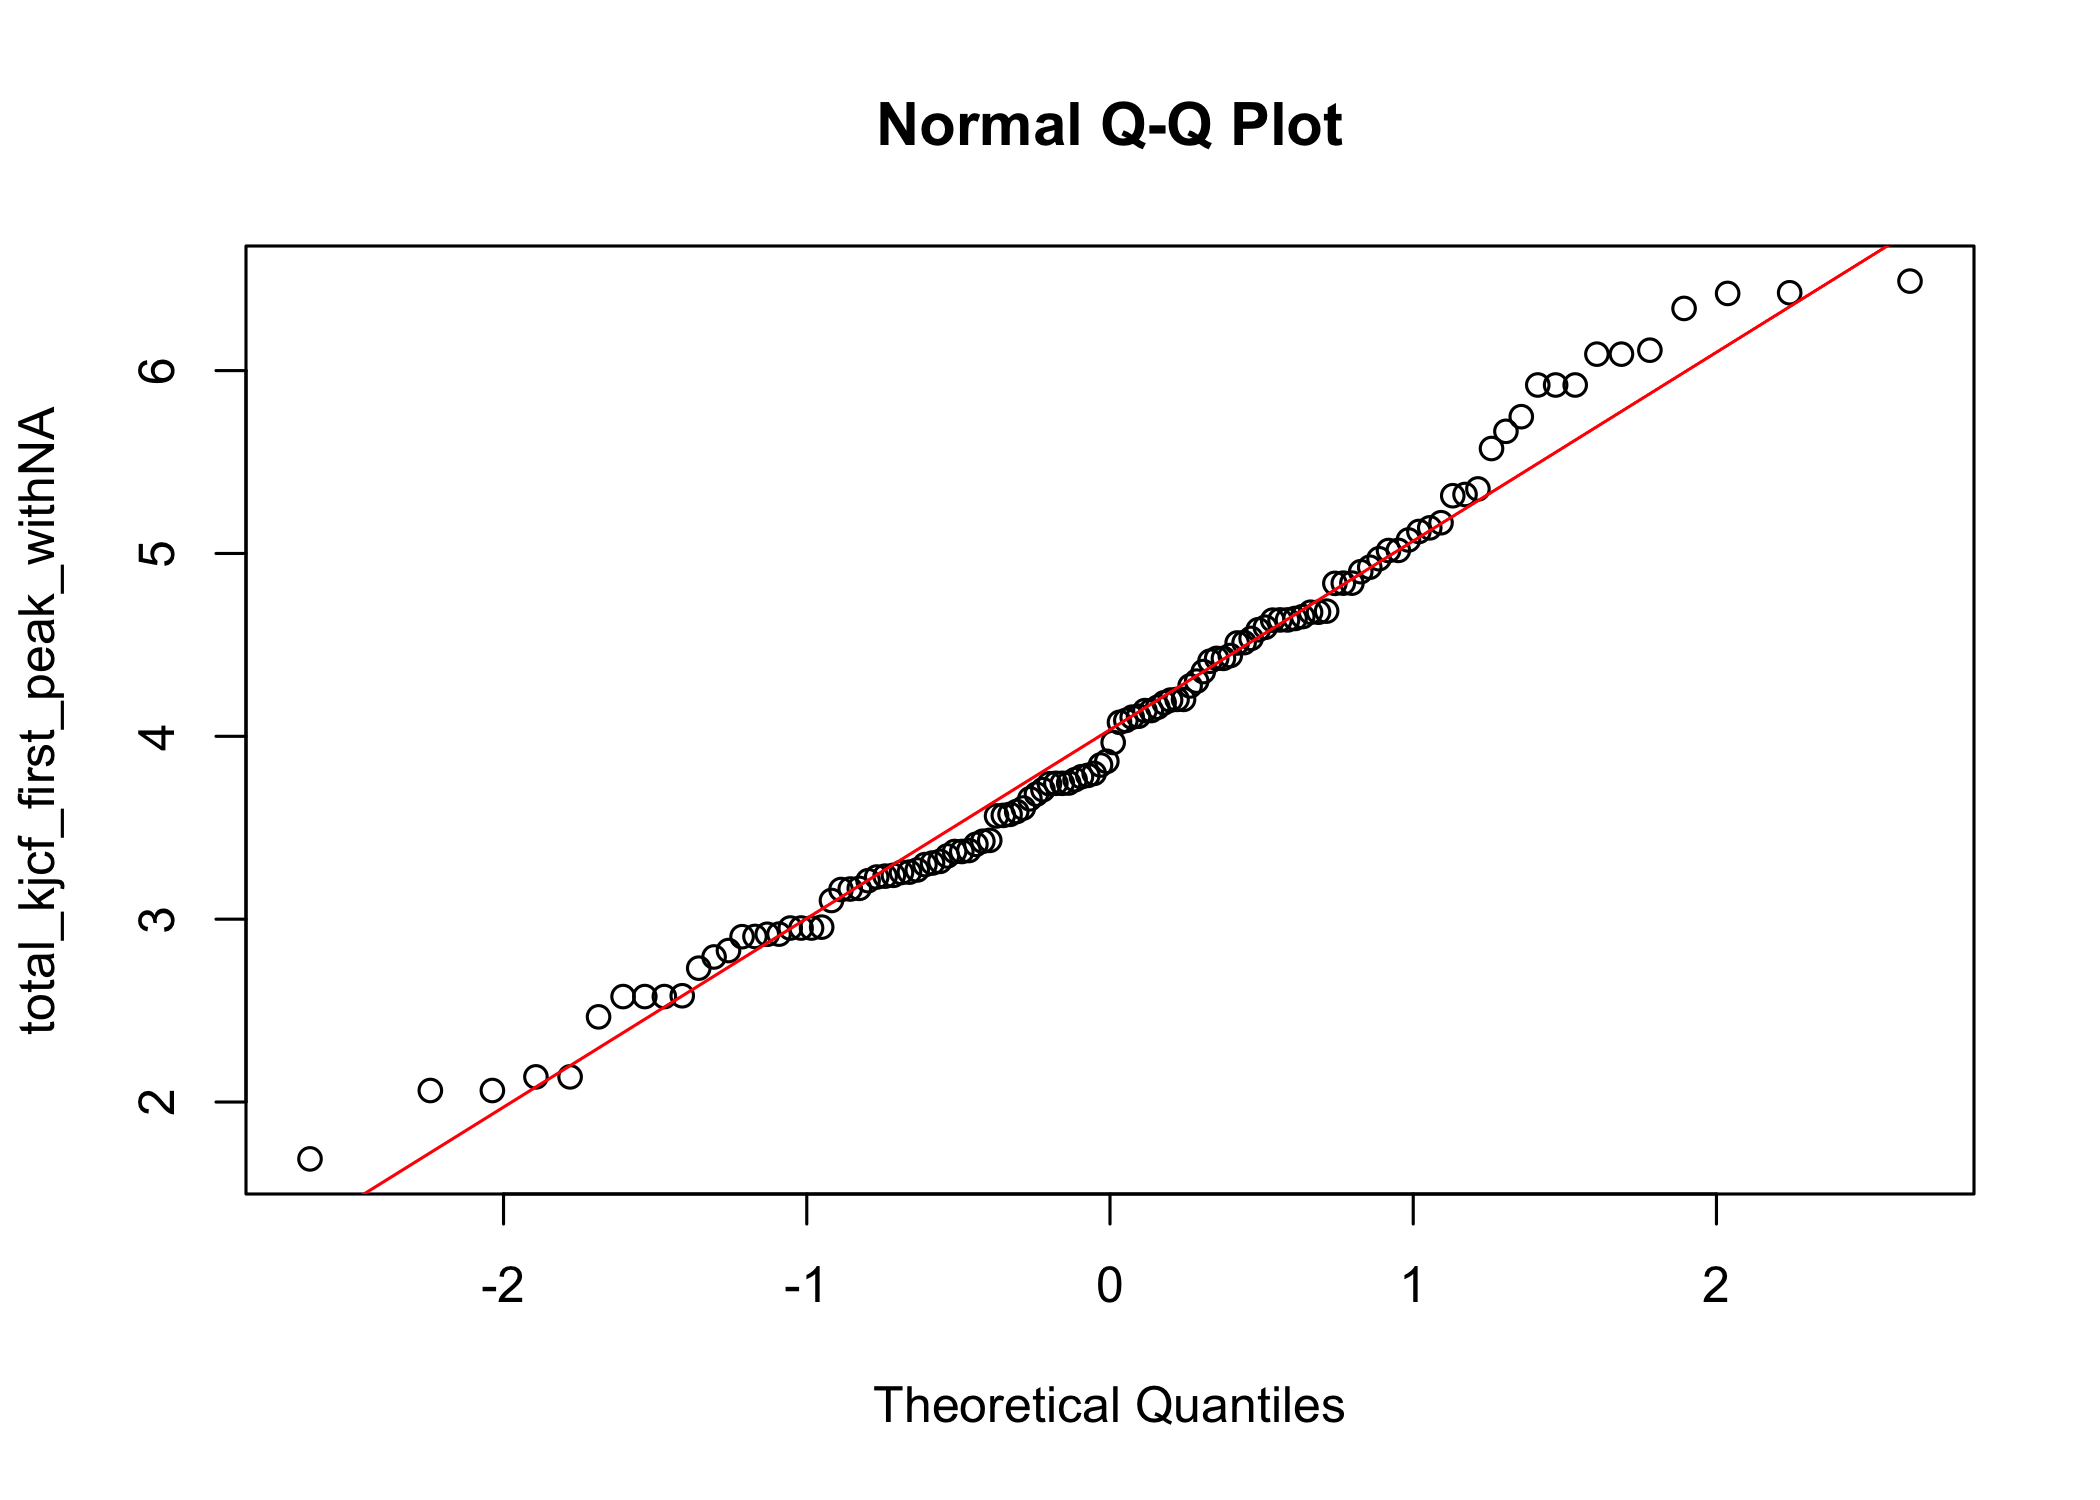 Normal Q-Q Plot
total_kjcf_first_peak_withNA
6
5
4
3
2
-2 -1 0 1 2
Theoretical Quantiles